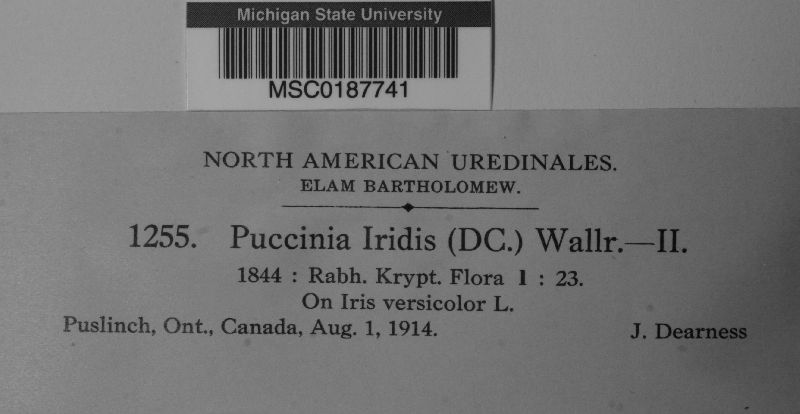 Michigan State University
MSC0187741
NORTH AMERICAN UREDINALES.
ELAM BARTHOLOMEW.
1255. Puccinia Iridis (DC.) Wallr.—II.
1844 : Rabh. Krypt. Flora 1 : 23.
On Iris versicolor L.
Puslinch, Ont., Canada, Aug. 1, 1914. J. Dearness